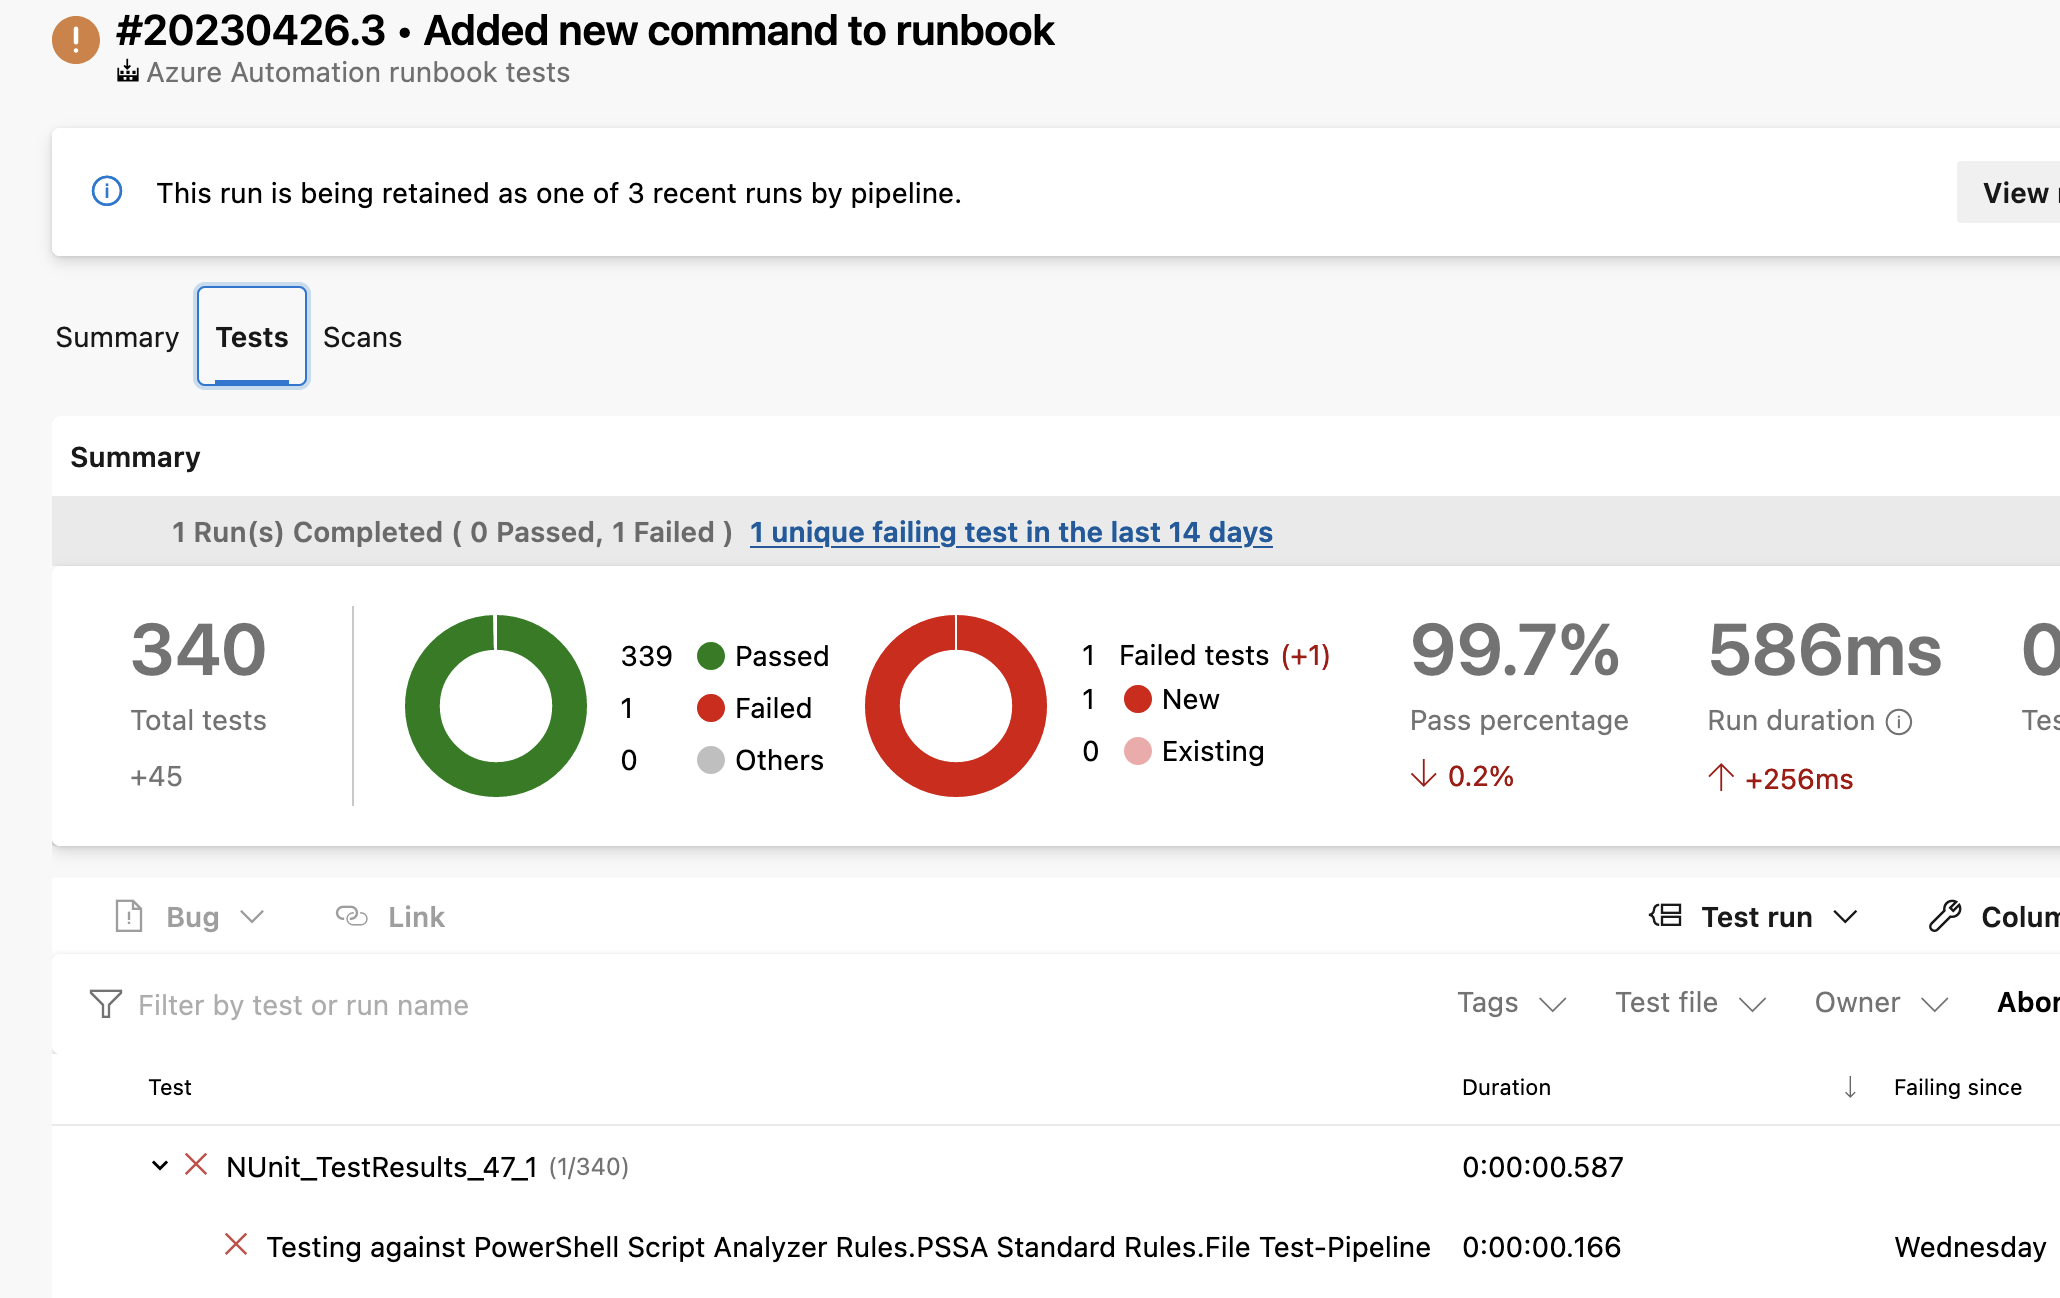 #20230426.3 • Added new command to runbook
Azure Automation runbook tests
This run is being retained as one of 3 recent runs by pipeline.
View
Summary Tests Scans
Summary
1 Run(s) Completed ( 0 Passed, 1 Failed ) 1 unique failing test in the last 14 days
340
Total tests
+45
339 Passed
1 Failed
0 Others
1 Failed tests (+1)
1 New
0 Existing
99.7%
Pass percentage
↓ 0.2%
586ms
Run duration
↑ +256ms
0
Tes
Bug Link Test run Colum
Filter by test or run name Tags Test file Owner Abor
Test Duration ↓ Failing since
NUnit_TestResults_47_1 (1/340) 0:00:00.587
Testing against PowerShell Script Analyzer Rules.PSSA Standard Rules.File Test-Pipeline 0:00:00.166 Wednesday